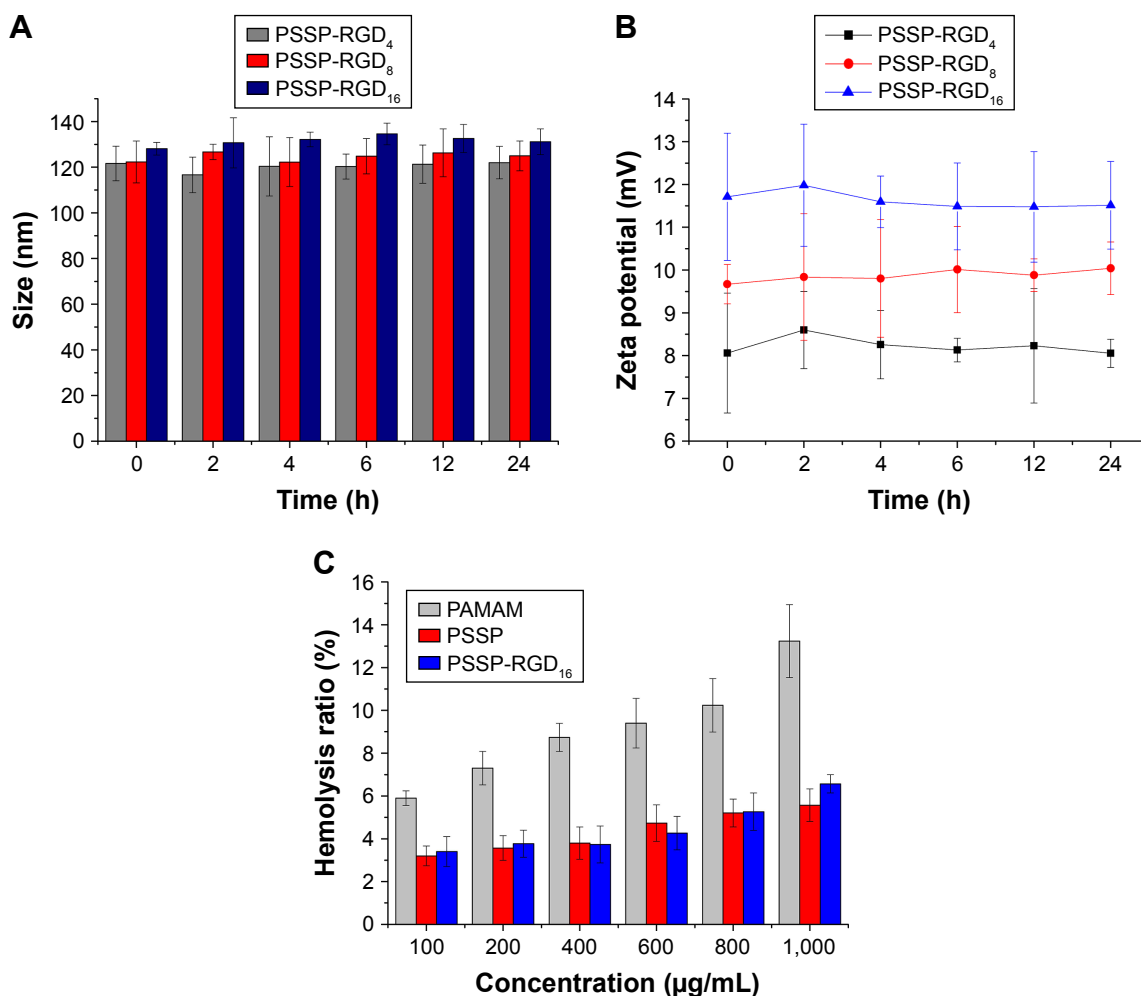 A
PSSP-RGD4
PSSP-RGD8
PSSP-RGD16
Size (nm)
140
120
100
80
60
40
20
0
0 2 4 6 12 24
Time (h)
B
PSSP-RGD4
PSSP-RGD8
PSSP-RGD16
Zeta potential (mV)
14
13
12
11
10
9
8
7
6
0 2 4 6 12 24
Time (h)
C
PAMAM
PSSP
PSSP-RGD16
Hemolysis ratio (%)
16
14
12
10
8
6
4
2
0
100 200 400 600 800 1,000
Concentration (µg/mL)